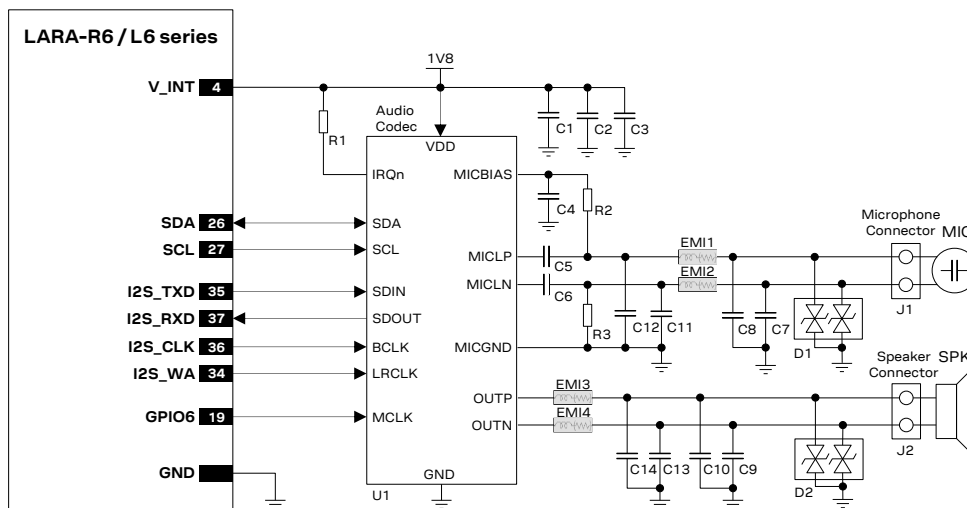 LARA-R6 / L6 series
1V8
V_INT 4
Audio
Codec
R1
C1 C2 C3
VDD
IRQn
MICBIAS
C4 R2
SDA 26
SDA
SCL 27
SCL
Microphone
Connector
MIC
MICLP
C5
EMI1
MICLN
C6
EMI2
I2S_TXD 35
SDIN
I2S_RXD 37
SDOUT
R3 C12 C11 C8 C7
J1
D1
I2S_CLK 36
BCLK
MICGND
I2S_WA 34
LRCLK
Speaker
Connector
SPK
EMI3
OUTP
GPIO6 19
MCLK
EMI4
OUTN
J2
C14 C13 C10 C9
D2
GND
GND
U1